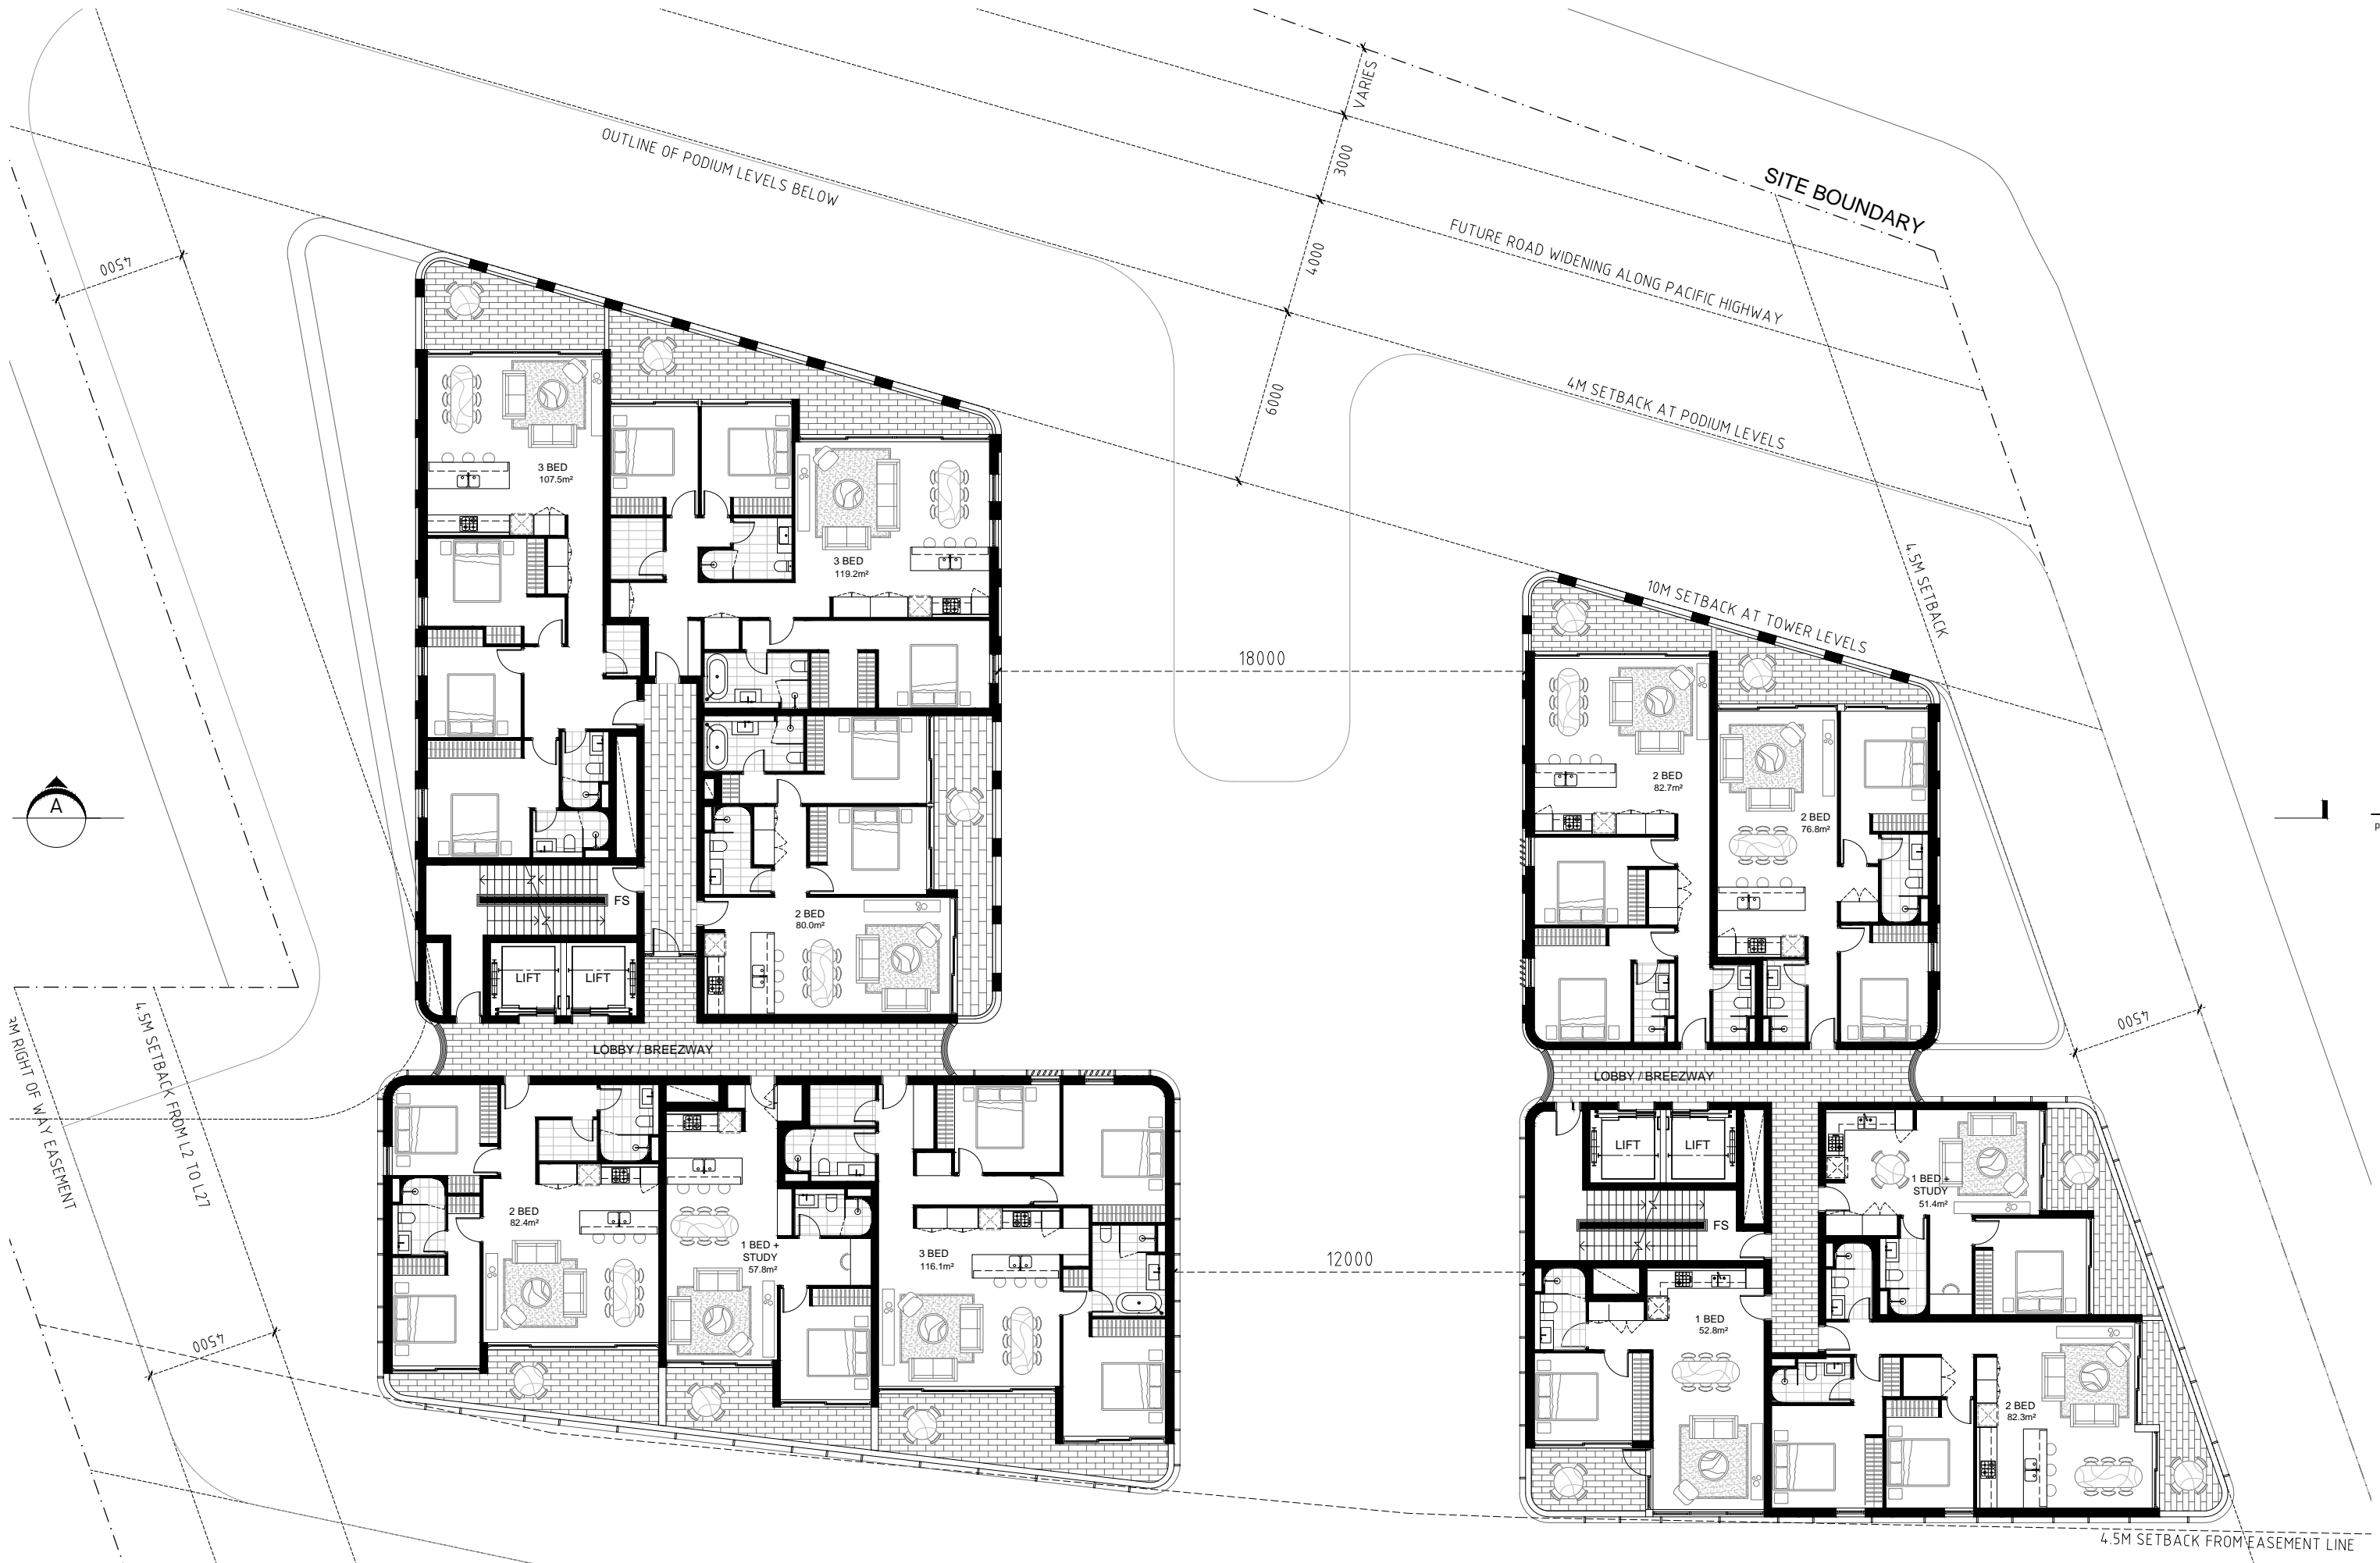 VARIES
3000
4000
6000
OUTLINE OF PODIUM LEVELS BELOW
SITE BOUNDARY
FUTURE ROAD WIDENING ALONG PACIFIC HIGHWAY
4M SETBACK AT PODIUM LEVELS
4500
4.5M SETBACK
10M SETBACK AT TOWER LEVELS
3 BED
107.5m²
3 BED
119.2m²
18000
2 BED
82.7m²
2 BED
76.8m²
A
FS
2 BED
80.0m²
LIFT
LIFT
LOBBY / BREEZWAY
4500
LOBBY / BREEZWAY
3M RIGHT OF WAY EASEMENT
4.5M SETBACK FROM L2 TO L27
LIFT
LIFT
1 BED +
STUDY
51.4m²
2 BED
82.4m²
1 BED +
STUDY
57.8m²
3 BED
116.1m²
12000
FS
1 BED
52.8m²
4500
2 BED
82.3m²
4.5M SETBACK FROM EASEMENT LINE